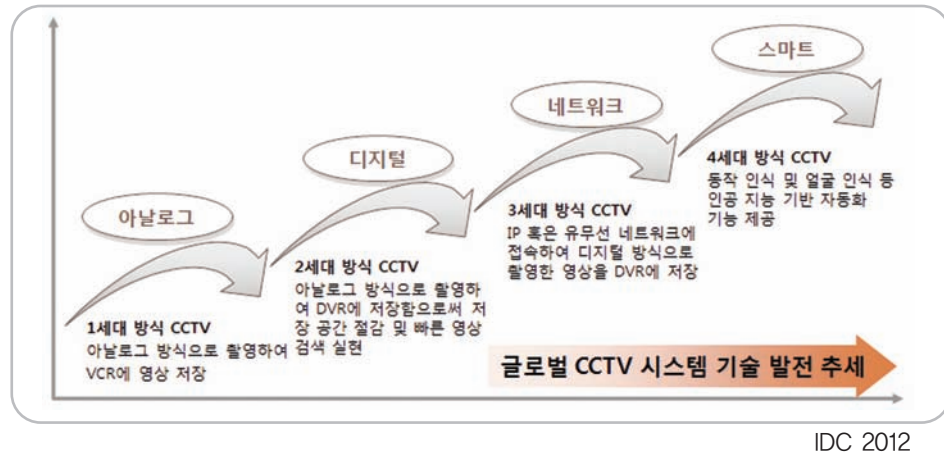 스마트
네트워크
디지털
아날로그
4세대 방식 CCTV
동작 인식 및 얼굴 인식 등
인공 지능 기반 자동화
기능 제공
3세대 방식 CCTV
IP 혹은 유무선 네트워크에
접속하여 디지털 방식으로
촬영한 영상을 DVR에 저장
2세대 방식 CCTV
아날로그 방식으로 촬영하
여 DVR에 저장함으로써 저
장 공간 절감 및 빠른 영상
검색 실현
1세대 방식 CCTV
아날로그 방식으로 촬영하여
VCR에 영상 저장
글로벌 CCTV 시스템 기술 발전 추세
IDC 2012